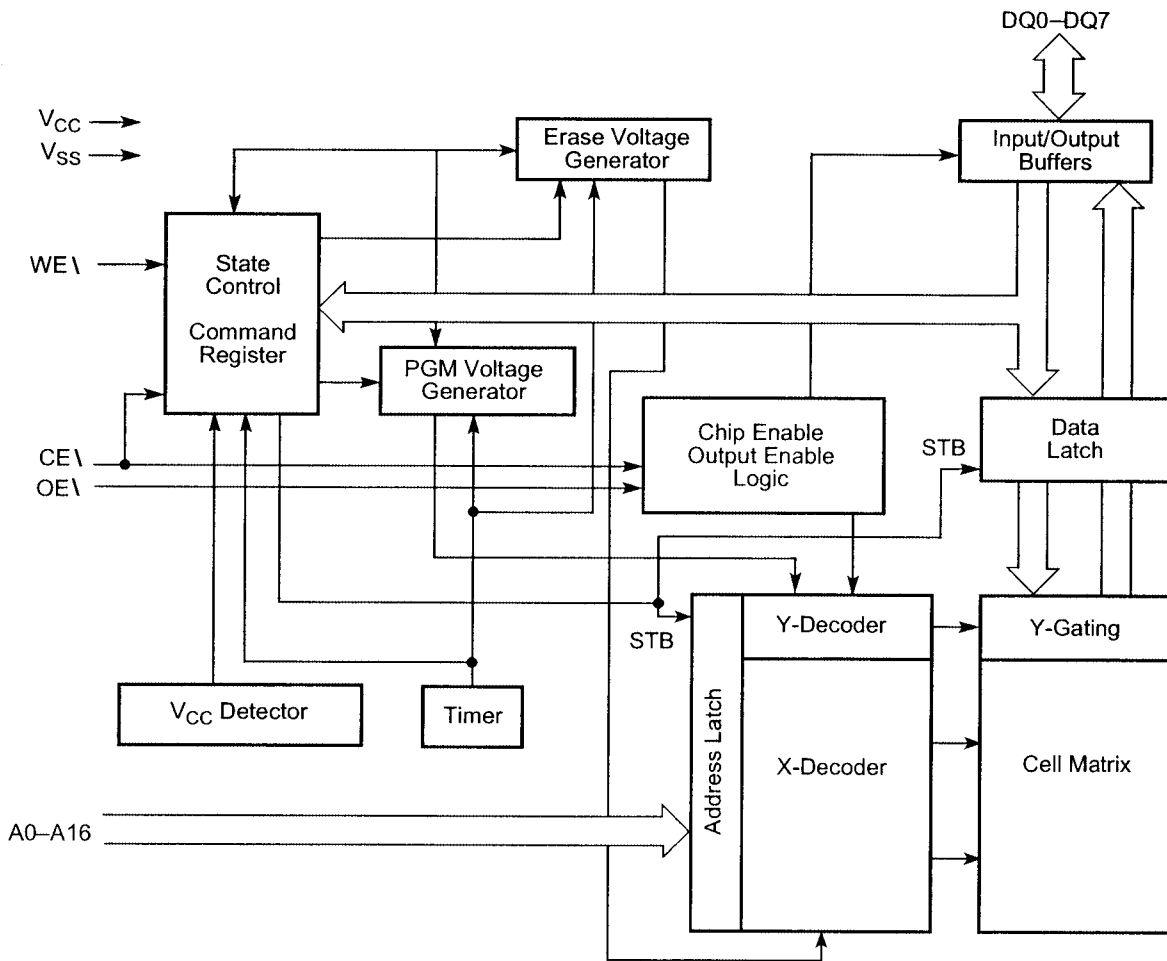 DQ0–DQ7
VCC
VSS
Erase Voltage
Generator
Input/Output
Buffers
WE\
State
Control
Command
Register
PGM Voltage
Generator
CE\
OE\
Chip Enable
Output Enable
Logic
STB
Data
Latch
STB
Y-Decoder
Y-Gating
VCC Detector
Timer
Address Latch
X-Decoder
Cell Matrix
A0–A16